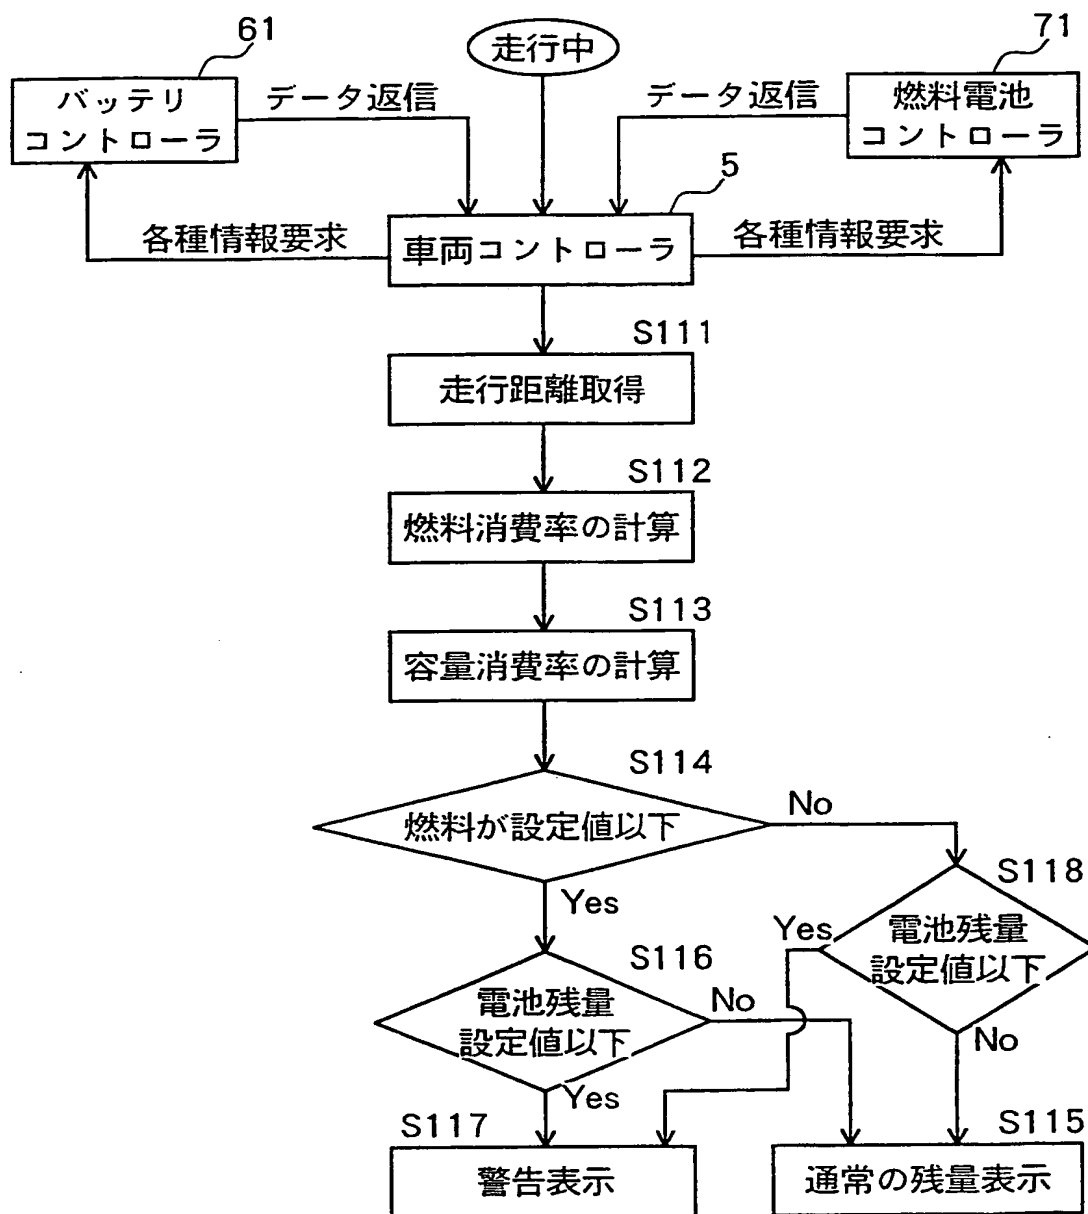 61
走行中
71
バッテリ
コントローラ
データ返信
データ返信
燃料電池
コントローラ
5
各種情報要求
車両コントローラ
各種情報要求
S111
走行距離取得
S112
燃料消費率の計算
S113
容量消費率の計算
S114
燃料が設定値以下
No
S118
Yes
Yes
電池残量
設定値以下
S116
電池残量
設定値以下
No
No
Yes
S117
S115
警告表示
通常の残量表示